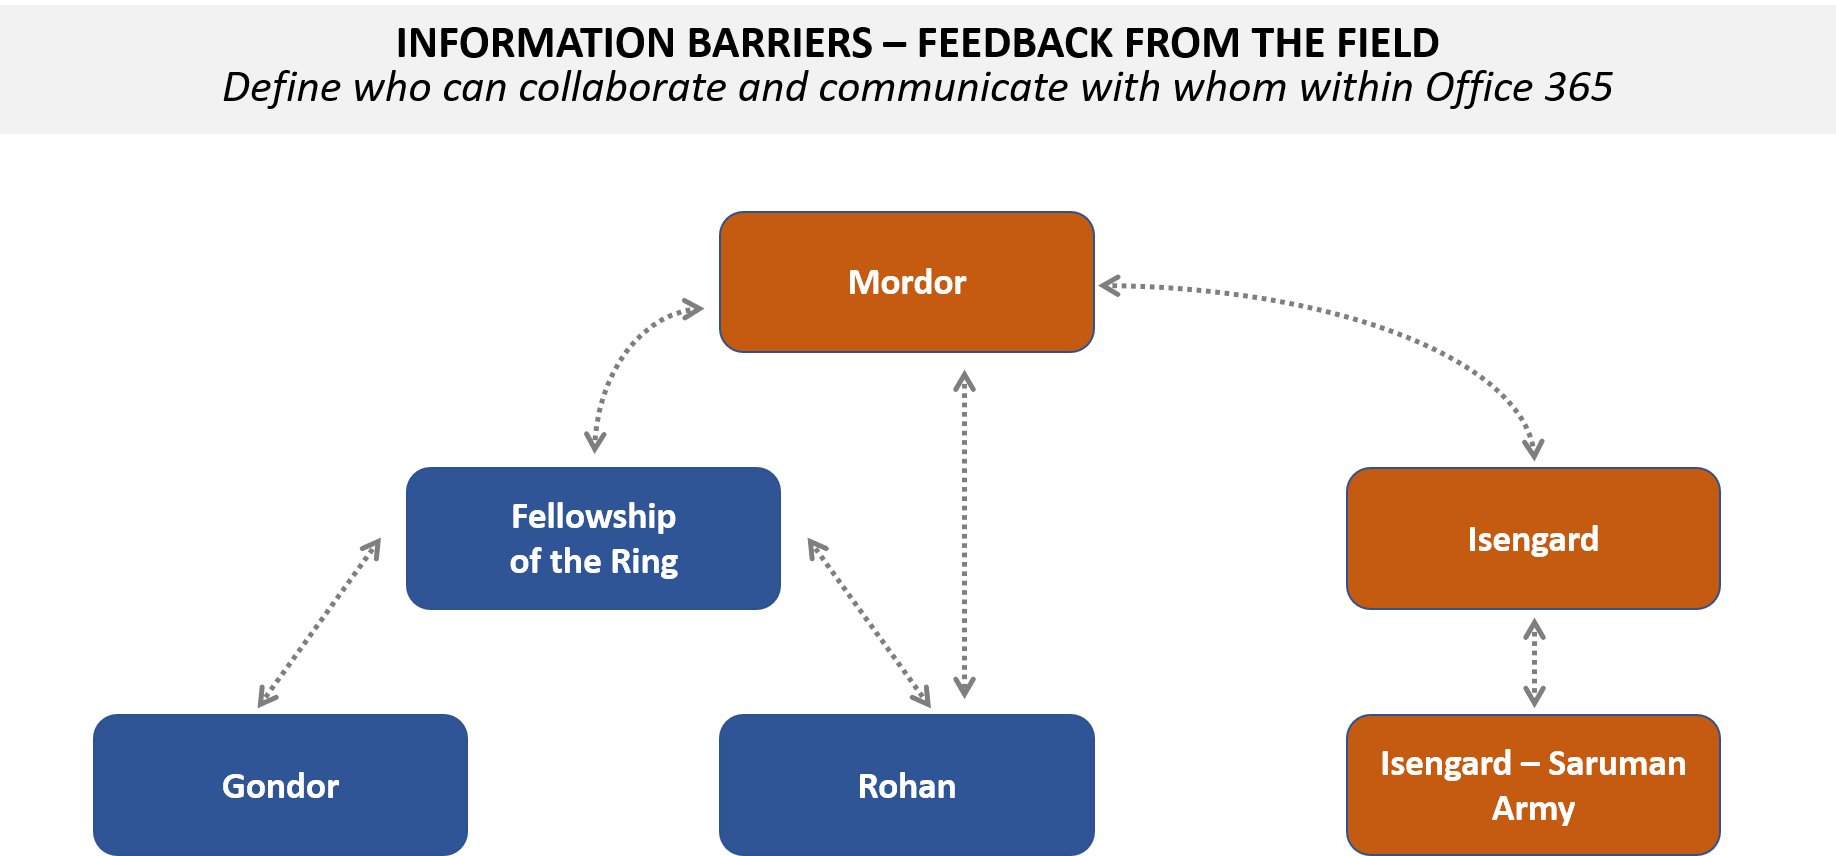 INFORMATION BARRIERS – FEEDBACK FROM THE FIELD
Define who can collaborate and communicate with whom within Office 365
Mordor
Fellowship
of the Ring
Isengard
Gondor
Rohan
Isengard – Saruman
Army